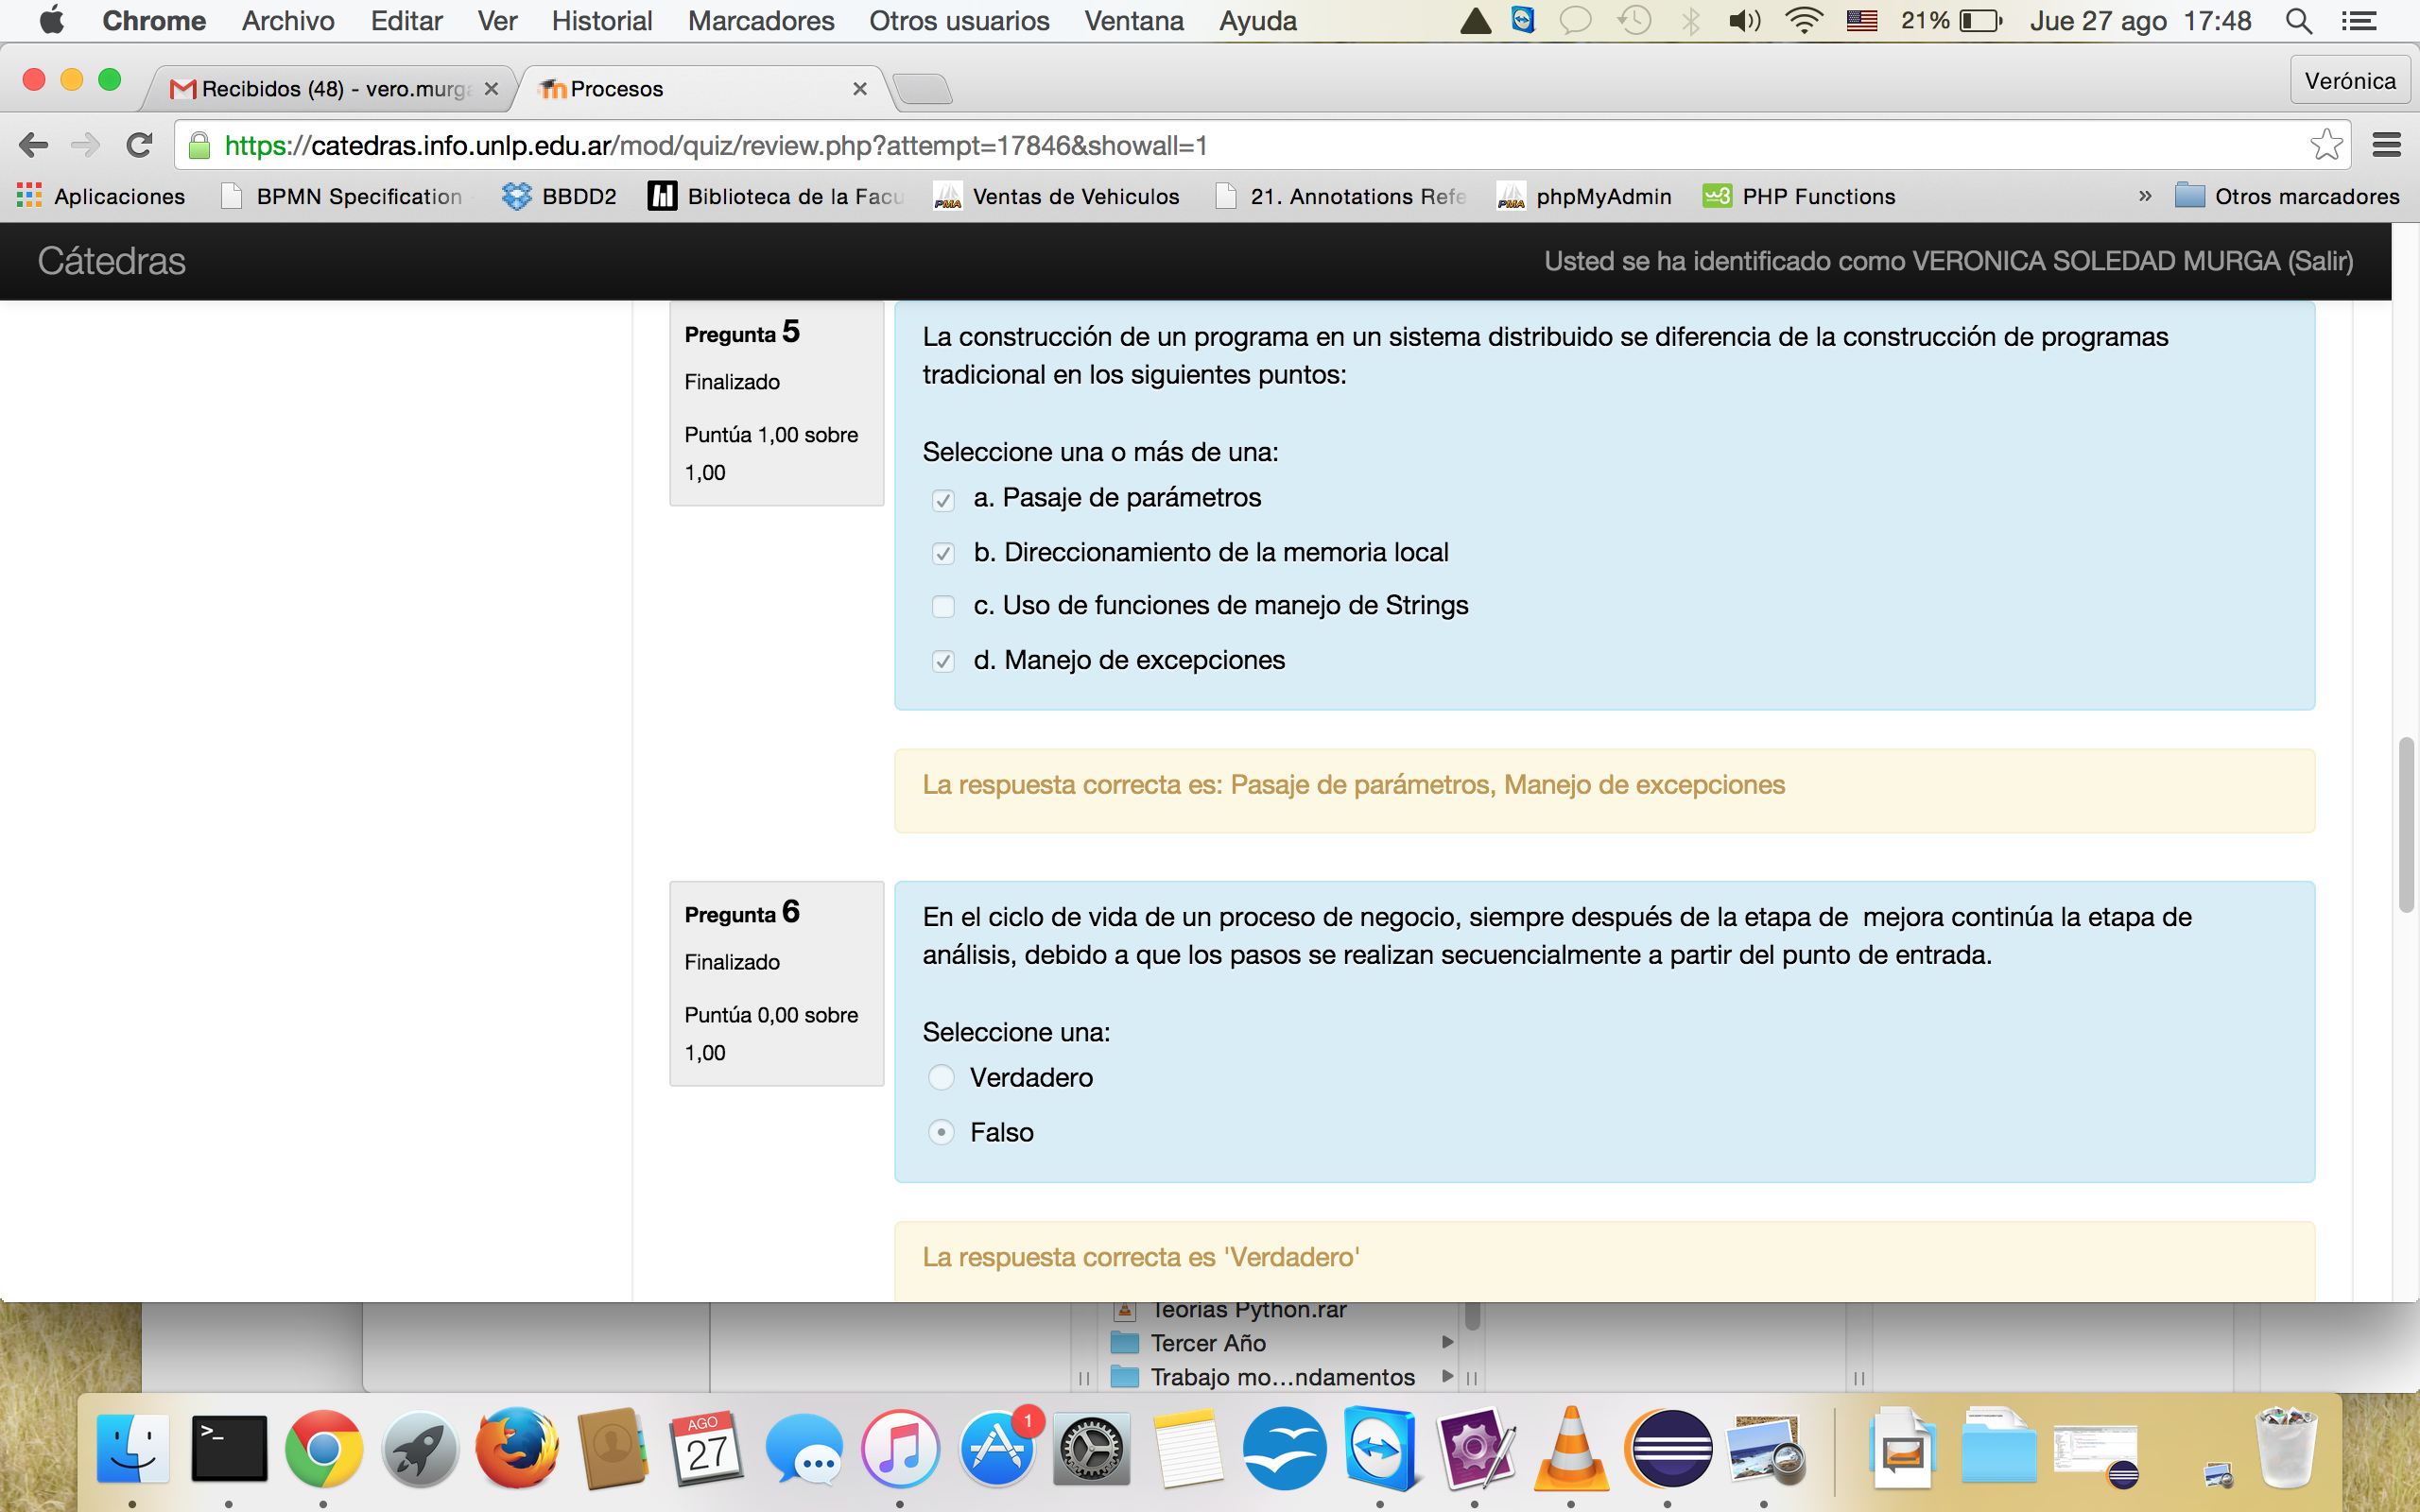 Chrome Archivo Editar Ver Historial Marcadores Otros usuarios Ventana Ayuda 21% Jue 27 ago 17:48
Recibidos (48) - vero.murga Procesos Verónica
https://catedras.info.unlp.edu.ar/mod/quiz/review.php?attempt=17846&showall=1
Aplicaciones BPMN Specification BBDD2 Biblioteca de la Facu Ventas de Vehiculos 21. Annotations Refe phpMyAdmin PHP Functions » Otros marcadores
Cátedras Usted se ha identificado como VERONICA SOLEDAD MURGA (Salir)
Pregunta 5
Finalizado
Puntúa 1,00 sobre
1,00
La construcción de un programa en un sistema distribuido se diferencia de la construcción de programas
tradicional en los siguientes puntos:
Seleccione una o más de una:
a. Pasaje de parámetros
b. Direccionamiento de la memoria local
c. Uso de funciones de manejo de Strings
d. Manejo de excepciones
La respuesta correcta es: Pasaje de parámetros, Manejo de excepciones
Pregunta 6
Finalizado
Puntúa 0,00 sobre
1,00
En el ciclo de vida de un proceso de negocio, siempre después de la etapa de mejora continúa la etapa de
análisis, debido a que los pasos se realizan secuencialmente a partir del punto de entrada.
Seleccione una:
Verdadero
Falso
La respuesta correcta es 'Verdadero'
Teorias Python.rar
Tercer Año
Trabajo mo...ndamentos
AGO
27
1